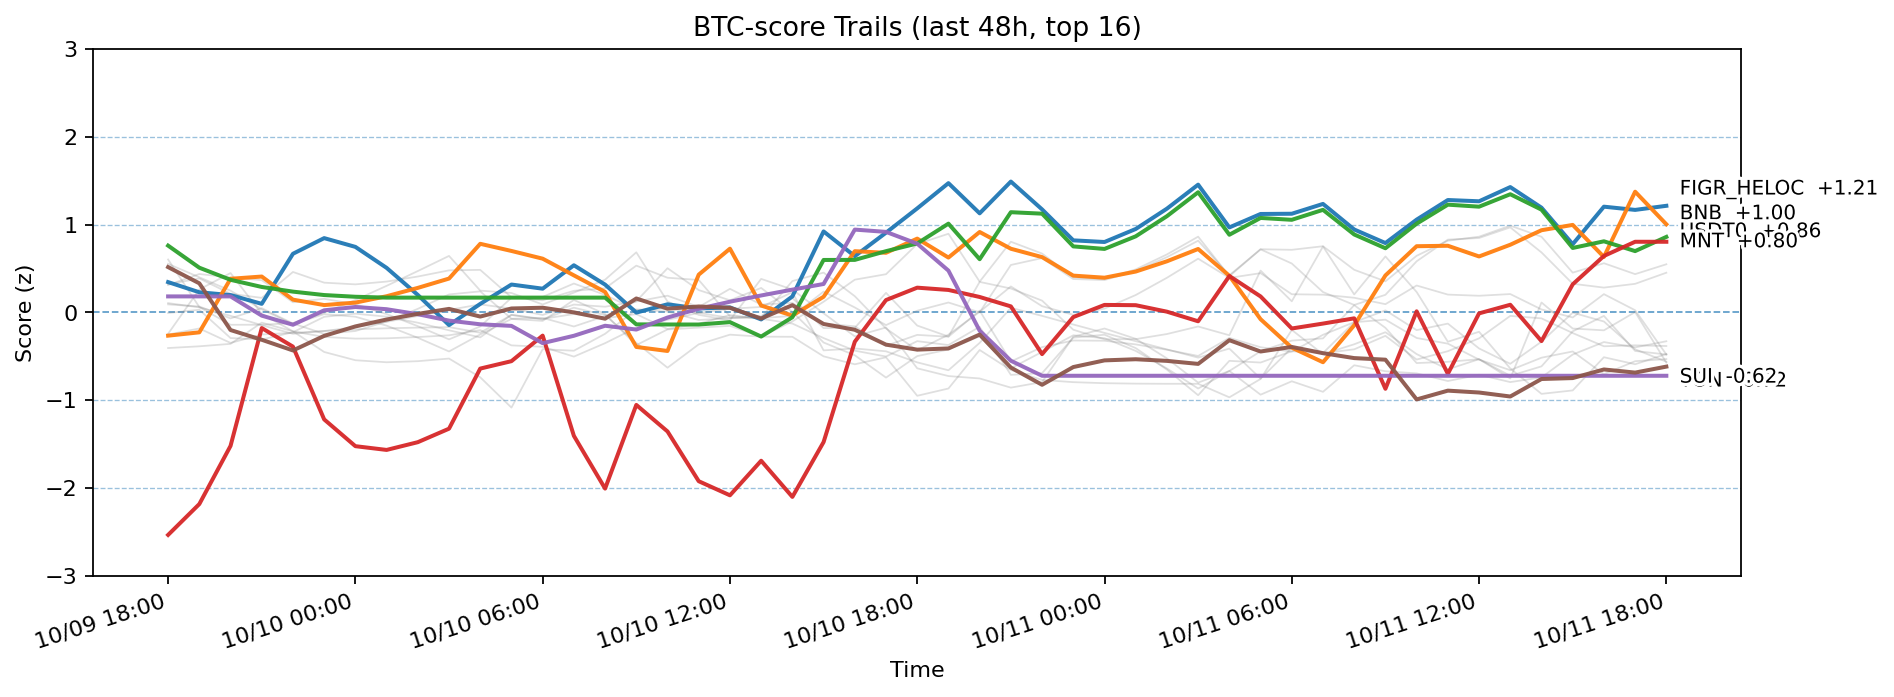 BTC-score Trails (last 48h, top 16)
3
2
1
0
−1
−2
−3
Score (z)
FIGR_HELOC +1.21
BNB +1.00
USDT0 +0.86
MNT +0.80
SUI -0.62
10/09 18:00
10/10 00:00
10/10 06:00
10/10 12:00
10/10 18:00
10/11 00:00
10/11 06:00
10/11 12:00
10/11 18:00
Time